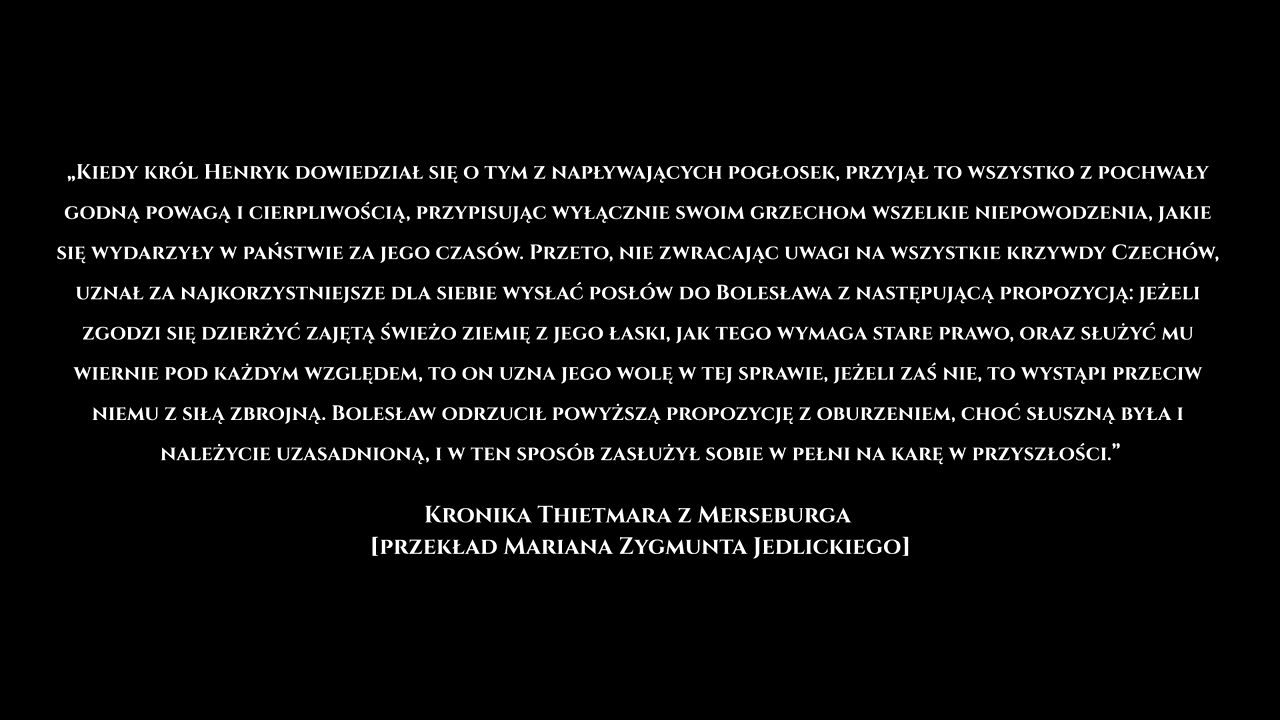 „Kiedy król Henryk dowiedział się o tym z napływających pogłosek, przyjął to wszystko z pochwały
godną powagą i cierpliwością, przypisując wyłącznie swoim grzechom wszelkie niepowodzenia, jakie
się wydarzyły w państwie za jego czasów. Przeto, nie zwracając uwagi na wszystkie krzywdy Czechów,
uznał za najkorzystniejsze dla siebie wysłać posłów do Bolesława z następującą propozycją: jeżeli
zgodzi się dzierżyć zajętą świeżo ziemię z jego łaski, jak tego wymaga stare prawo, oraz służyć mu
wiernie pod każdym względem, to on uzna jego wolę w tej sprawie, jeżeli zaś nie, to wystąpi przeciw
niemu z siłą zbrojną. Bolesław odrzucił powyższą propozycję z oburzeniem, choć słuszną była i
należycie uzasadnioną, i w ten sposób zasłużył sobie w pełni na karę w przyszłości.”
Kronika Thietmara z Merseburga
[przekład Mariana Zygmunta Jedlickiego]